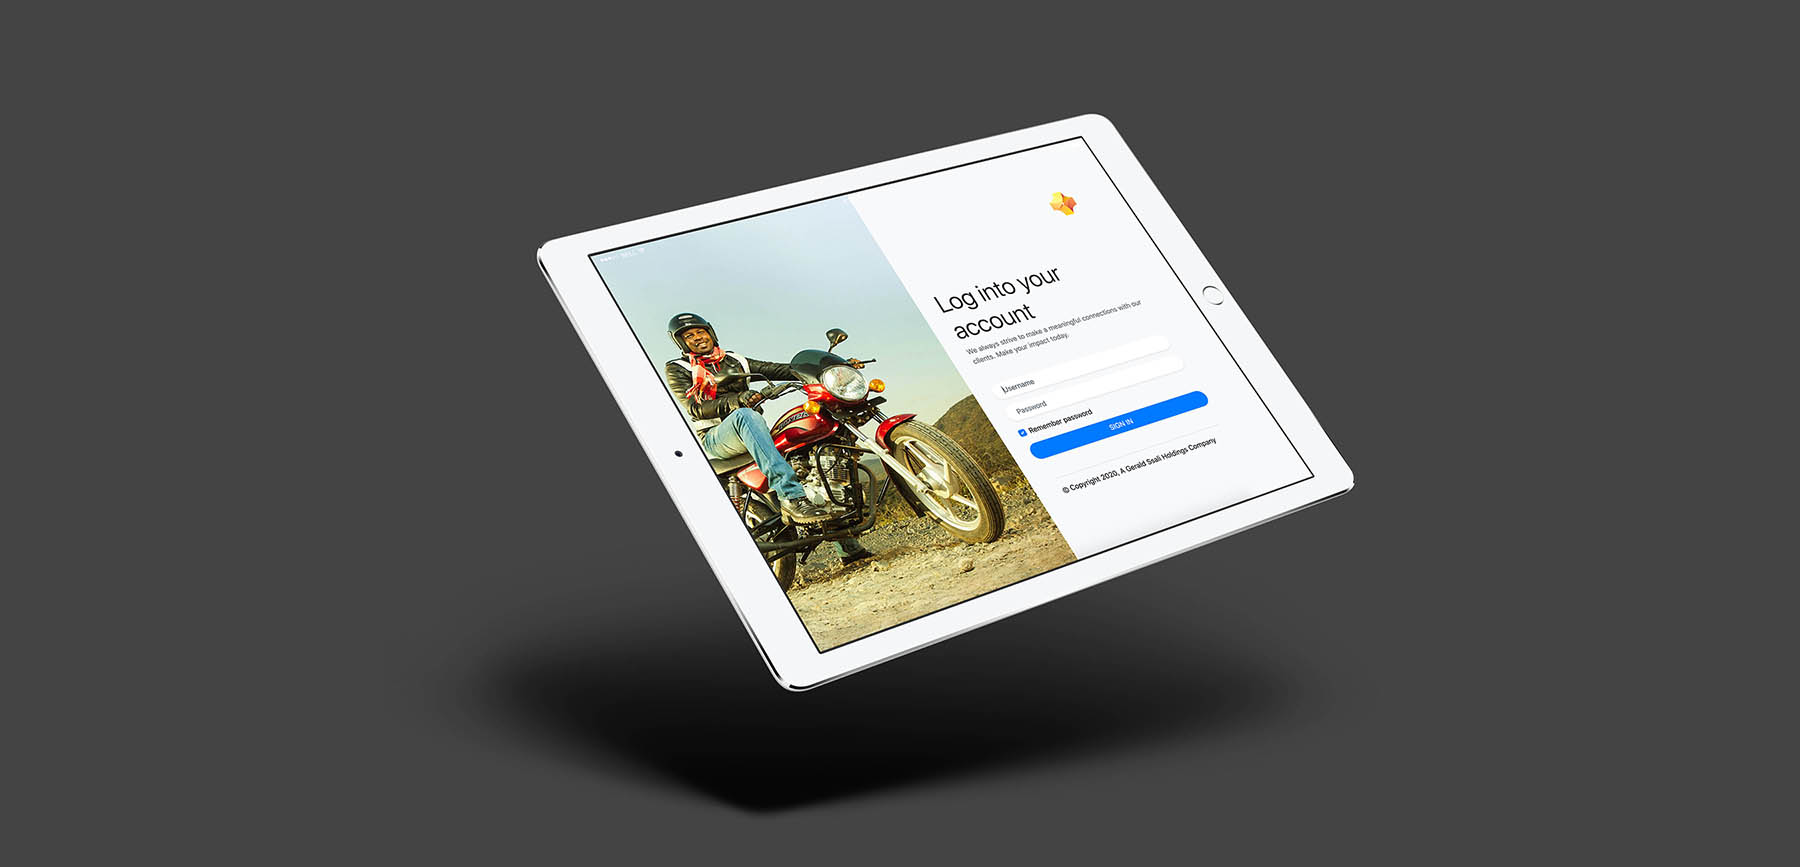 Log into your
account
We always strive to make a meaningful connections with our
clients. Make your impact today.
Username
Password
Remember password
SIGN IN
© Copyright 2020, A Gerald Ssali Holdings Company